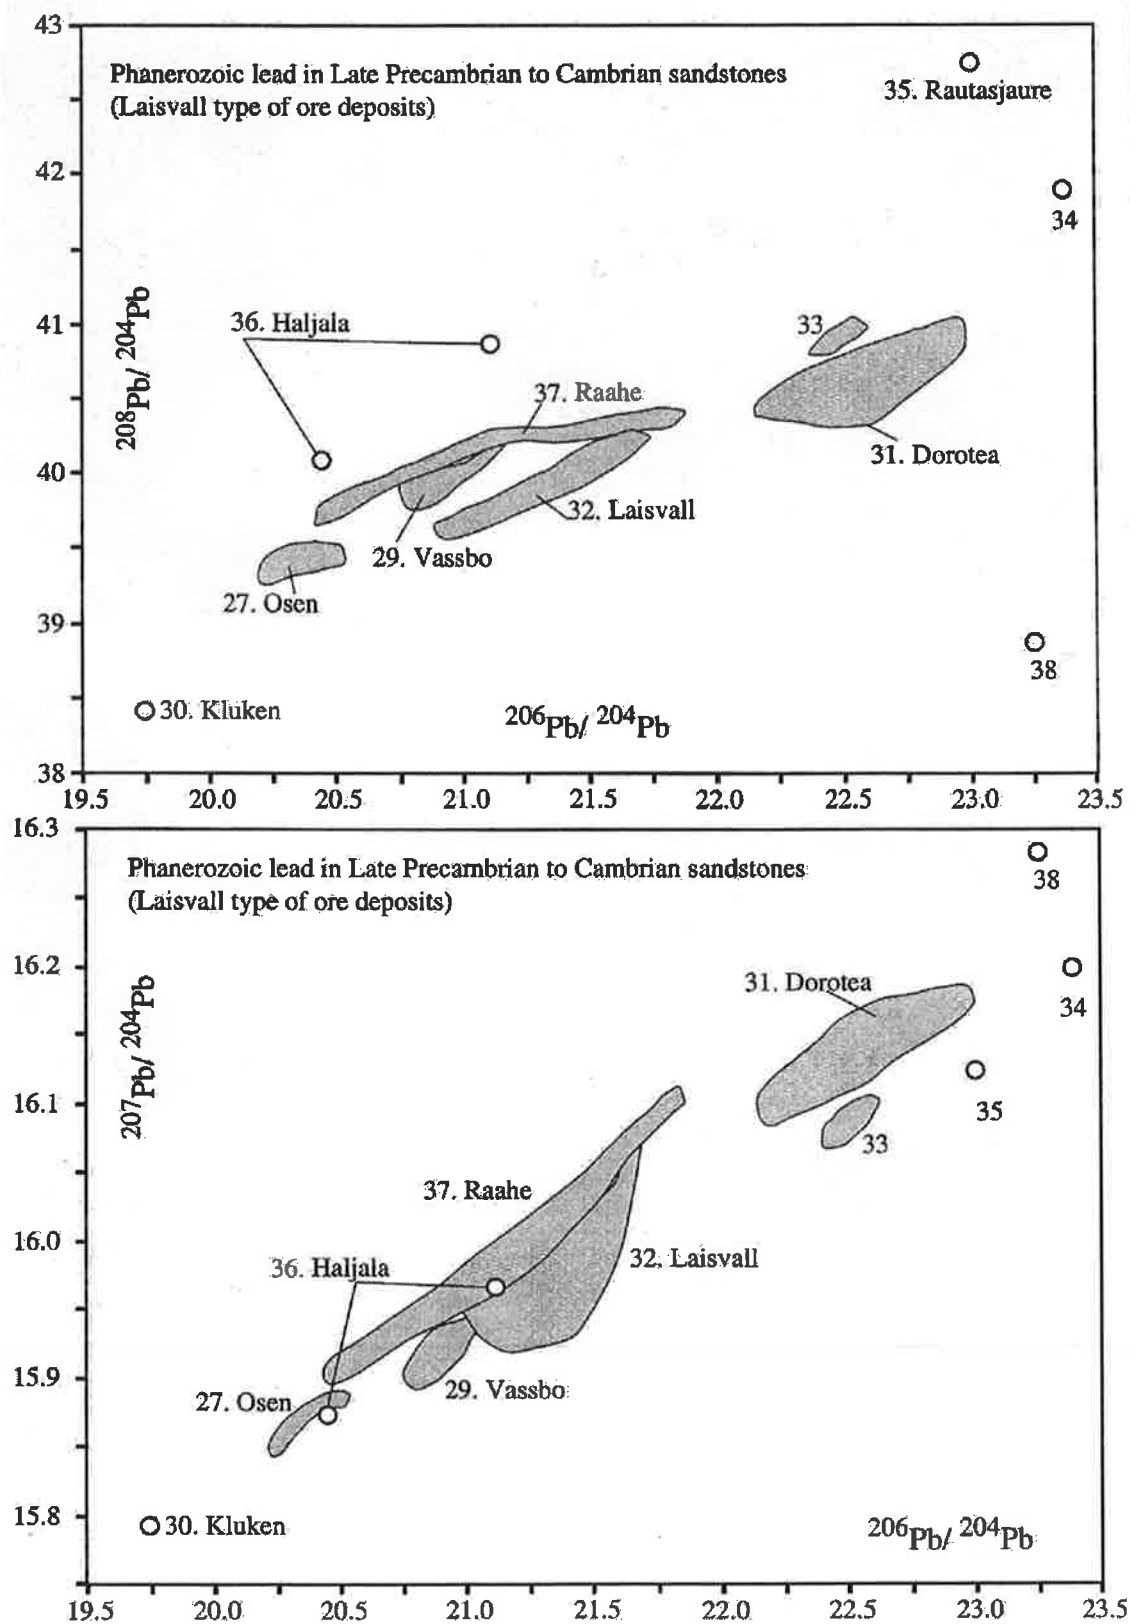 43
Phanerozoic lead in Late Precambrian to Cambrian sandstones
(Laisvall type of ore deposits)
35. Rautasjaure
42
34
208Pb/ 204Pb
41
36. Haljala
33
37. Raahe
31. Dorotea
40
32. Laisvall
29. Vassbo
27. Osen
39
38
30. Kluken
206Pb/ 204Pb
38
19.5 20.0 20.5 21.0 21.5 22.0 22.5 23.0 23.5
16.3
Phanerozoic lead in Late Precambrian to Cambrian sandstones
(Laisvall type of ore deposits)
38
16.2
31. Dorotea
34
207Pb/ 204Pb
16.1
35
33
37. Raahe
16.0
32. Laisvall
36. Haljala
15.9
29. Vassbo
27. Osen
15.8
30. Kluken
206Pb/ 204Pb
19.5 20.0 20.5 21.0 21.5 22.0 22.5 23.0 23.5